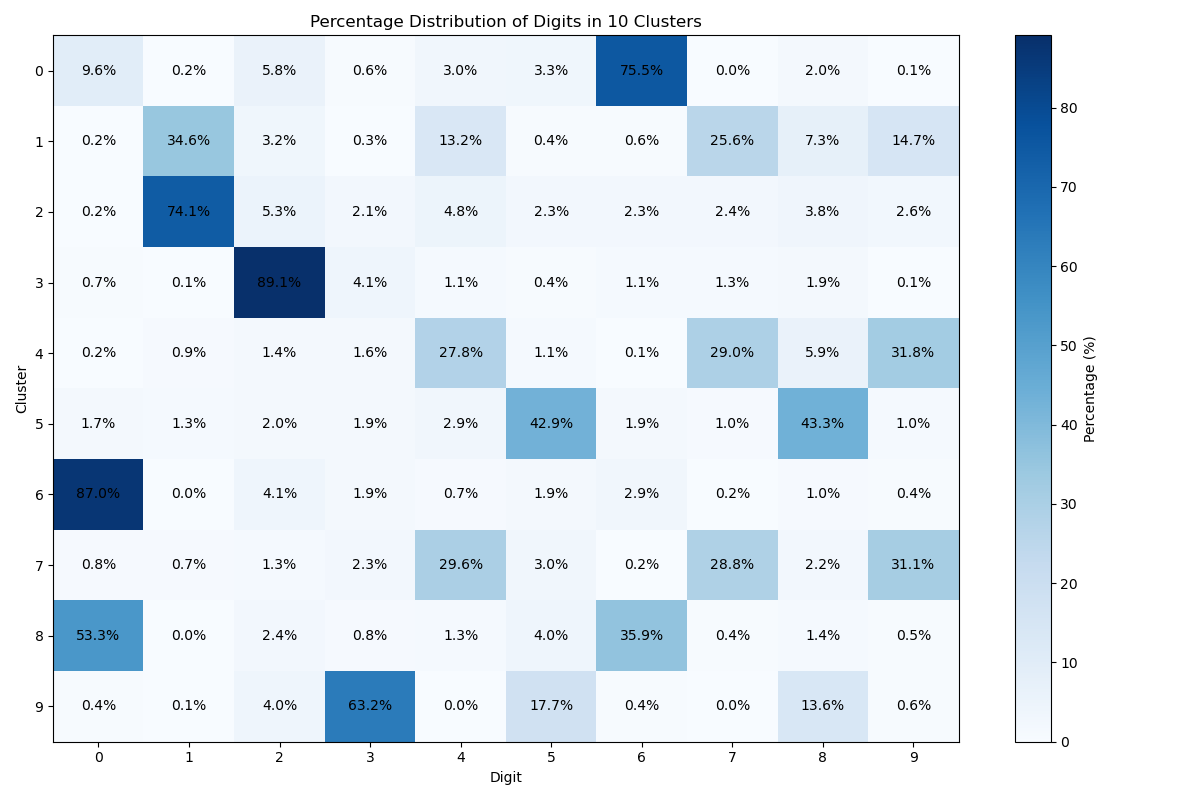 Percentage Distribution of Digits in 10 Clusters
0 9.6% 0.2% 5.8% 0.6% 3.0% 3.3% 75.5% 0.0% 2.0% 0.1%
1 0.2% 34.6% 3.2% 0.3% 13.2% 0.4% 0.6% 25.6% 7.3% 14.7%
2 0.2% 74.1% 5.3% 2.1% 4.8% 2.3% 2.3% 2.4% 3.8% 2.6%
3 0.7% 0.1% 89.1% 4.1% 1.1% 0.4% 1.1% 1.3% 1.9% 0.1%
4 0.2% 0.9% 1.4% 1.6% 27.8% 1.1% 0.1% 29.0% 5.9% 31.8%
5 1.7% 1.3% 2.0% 1.9% 2.9% 42.9% 1.9% 1.0% 43.3% 1.0%
6 87.0% 0.0% 4.1% 1.9% 0.7% 1.9% 2.9% 0.2% 1.0% 0.4%
7 0.8% 0.7% 1.3% 2.3% 29.6% 3.0% 0.2% 28.8% 2.2% 31.1%
8 53.3% 0.0% 2.4% 0.8% 1.3% 4.0% 35.9% 0.4% 1.4% 0.5%
9 0.4% 0.1% 4.0% 63.2% 0.0% 17.7% 0.4% 0.0% 13.6% 0.6%
0 1 2 3 4 5 6 7 8 9
Digit
Cluster
80
70
60
50
40
30
20
10
0
Percentage (%)